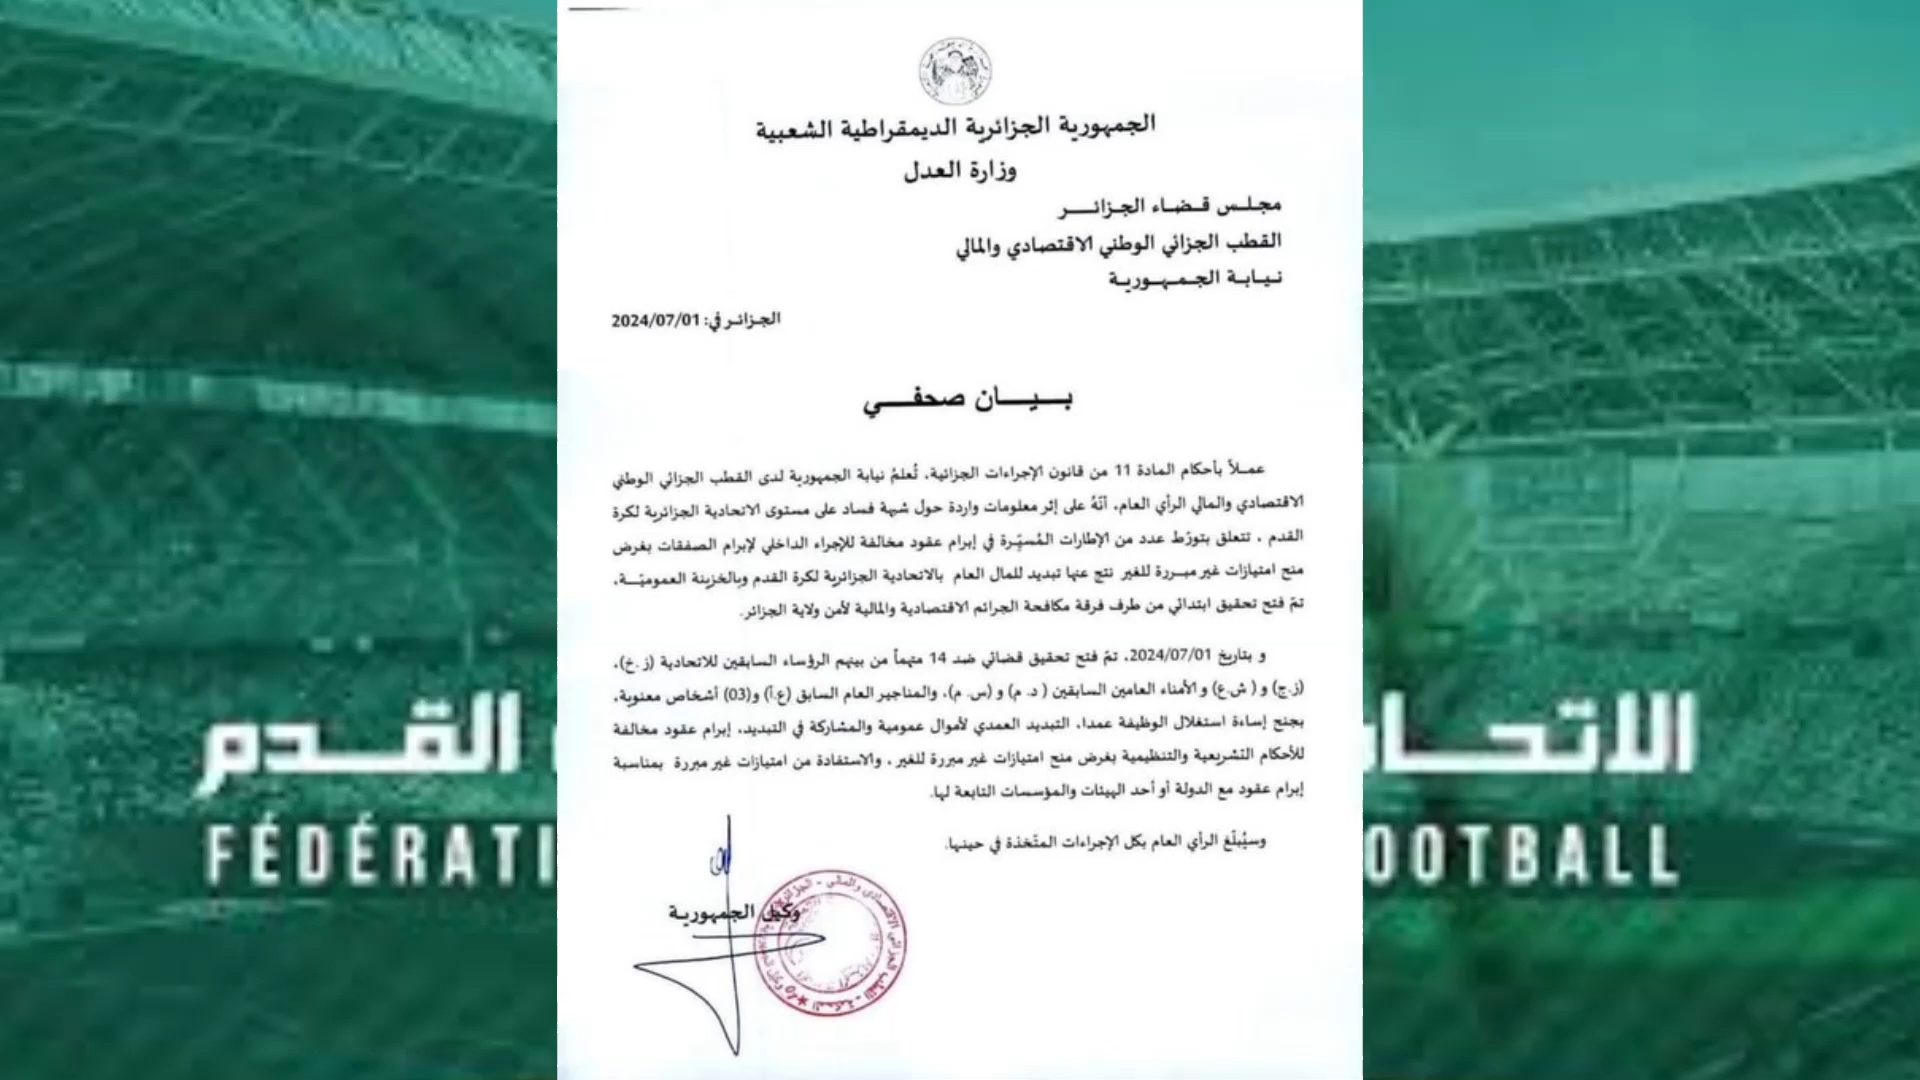 الجمهورية الجزائرية الديمقراطية الشعبية
وزارة العدل
مجلس قضاء الجزائر
القطب الجزائي الوطني الاقتصادي والمالي
نيابة الجمهورية
الجزائر في: 2024/07/01
بيان صحفي
عملاً بأحكام المادة 11 من قانون الإجراءات الجزائية، تُعلمُ نيابة الجمهورية لدى القطب الجزائي الوطني
الاقتصادي والمالي الرأي العام، أنّهُ على إثر معلومات واردة حول شبهة فساد على مستوى الاتحادية الجزائرية لكرة
القدم ، تتعلق بتورّط عدد من الإطارات المُسيّرة في إبرام عقود مخالفة للإجراء الداخلي لإبرام الصفقات بغرض
منح امتيازات غير مبررة للغير نتج عنها تبديد للمال العام بالاتحادية الجزائرية لكرة القدم وبالخزينة العموميّة،
تمّ فتح تحقيق ابتدائي من طرف فرقة مكافحة الجرائم الاقتصادية والمالية لأمن ولاية الجزائر.
و بتاريخ 2024/07/01، تمّ فتح تحقيق قضائي ضد 14 متهماً من بينهم الرؤساء السابقين للاتحادية (ز.خ)،
(ز.ج) و ( ش.ع) و الأمناء العامين السابقين ( د. م) و (س. م)، والمناجير العام السابق (ع.أ) و(03) أشخاص معنوية،
بجنح إساءة استغلال الوظيفة عمدا، التبديد العمدي لأموال عمومية والمشاركة في التبديد، إبرام عقود مخالفة
للأحكام التشريعية والتنظيمية بغرض منح امتيازات غير مبررة للغير ، والاستفادة من امتيازات غير مبررة بمناسبة
إبرام عقود مع الدولة أو أحد الهيئات والمؤسسات التابعة لها.
وسيُبلّغ الرأي العام بكل الإجراءات المتّخذة في حينها.
وكيل الجمهورية
الاتحا
القدم
FÉDÉRATI
OOTBALL